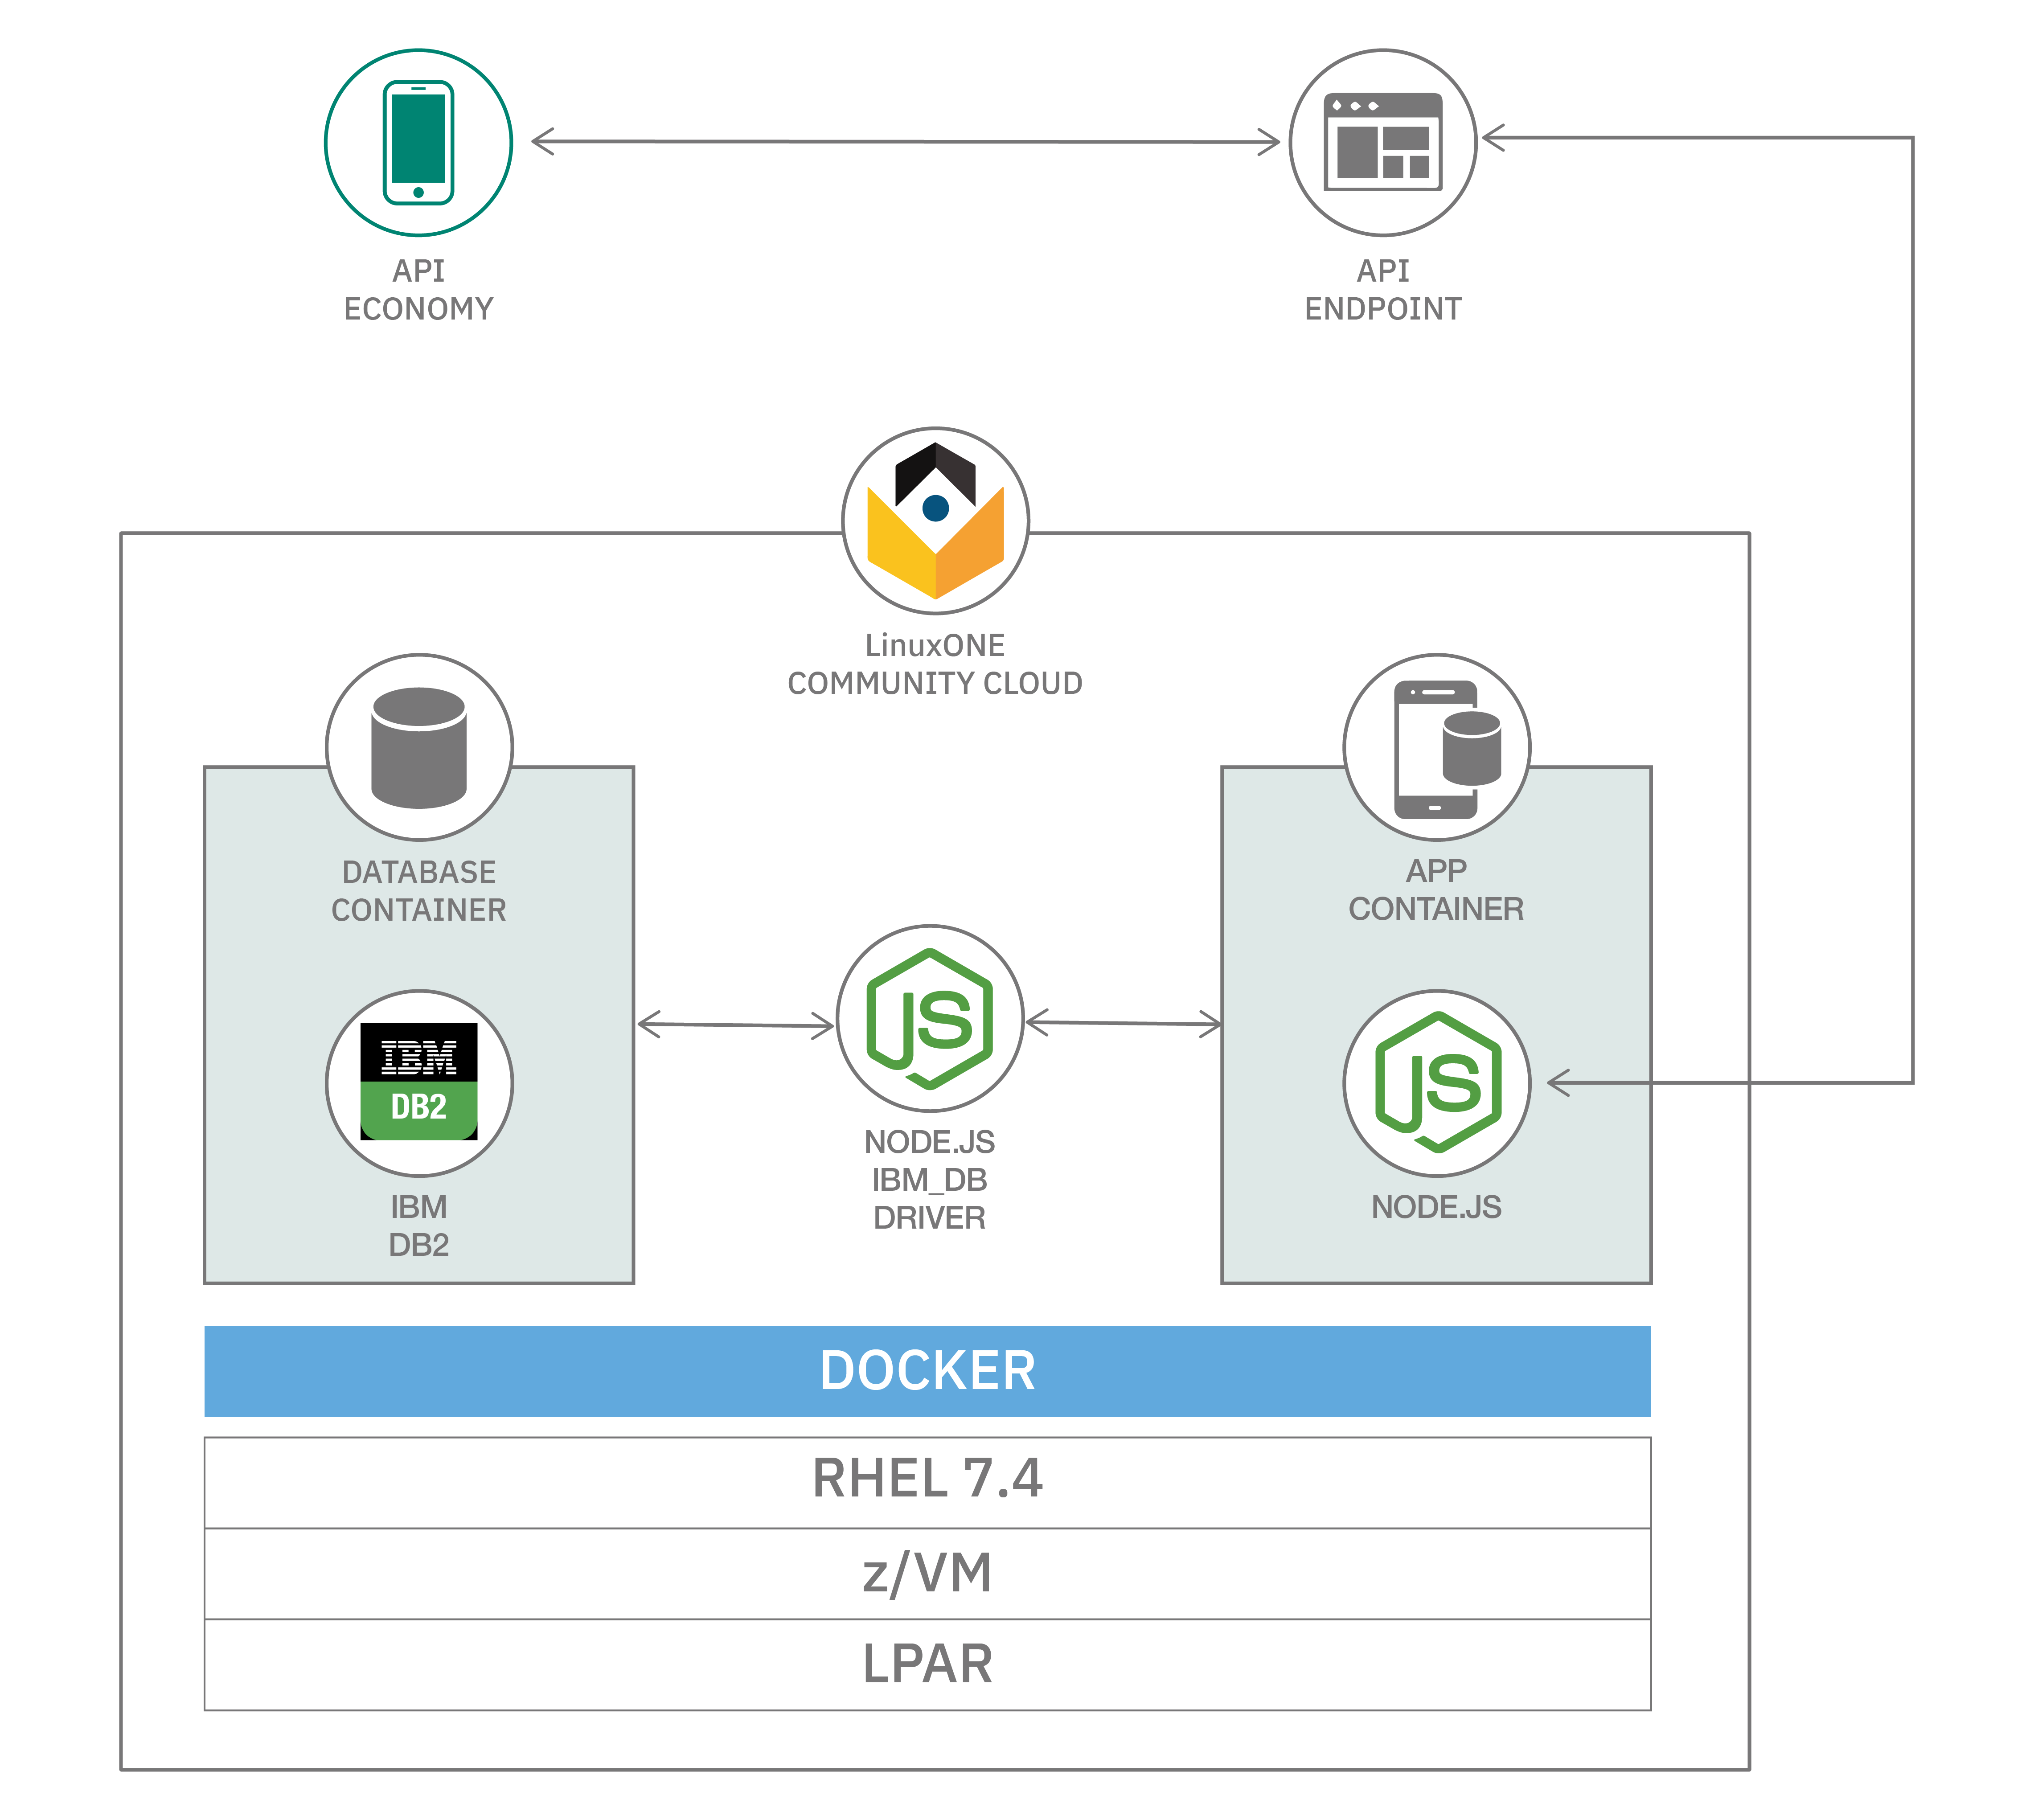 API
ECONOMY
API
ENDPOINT
LinuxONE
COMMUNITY CLOUD
DATABASE
CONTAINER
APP
CONTAINER
IBM
DB2
IBM
DB2
JS
NODE.JS
IBM_DB
DRIVER
JS
NODE.JS
DOCKER
RHEL 7.4
z/VM
LPAR